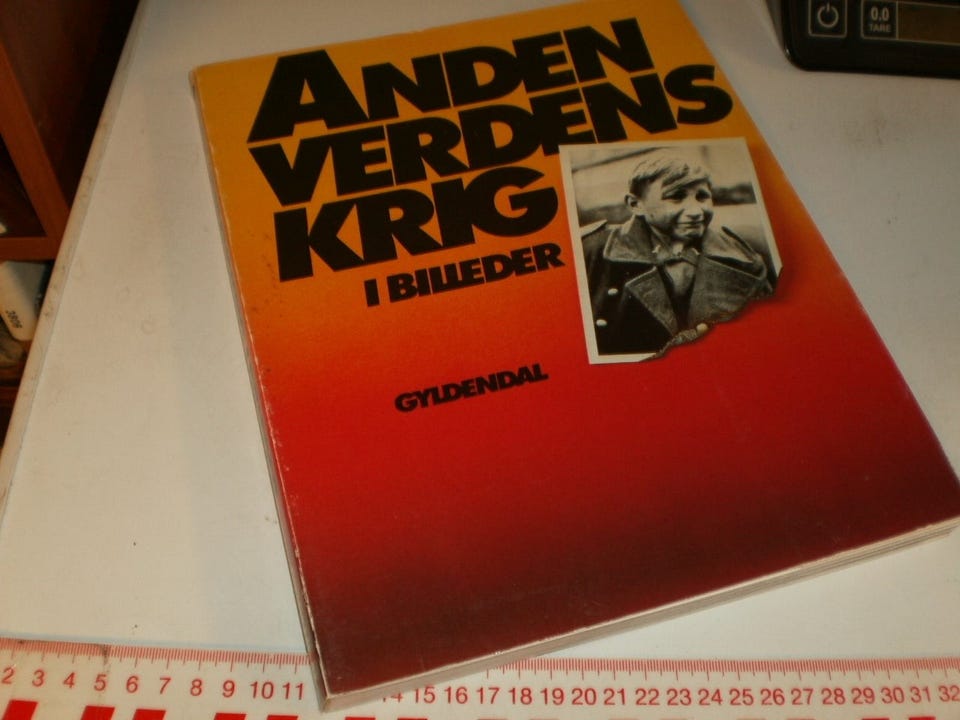 ANDEN
VERDENS
KRIG
I BILLEDER
GYLDENDAL
0.0
TARE
3809
2 3 4 5 6 7 8 9 10 11 14 15 16 17 18 19 20 21 22 23 24 25 26 27 28 29 30 31 32